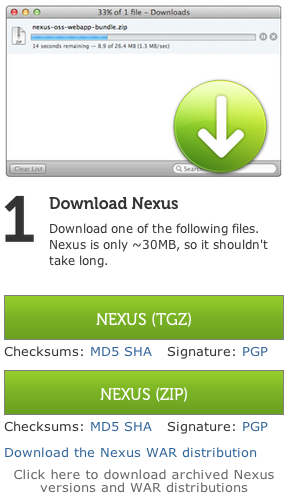 33% of 1 file – Downloads
nexus-oss-webapp-bundle.zip
ZIP
14 seconds remaining — 8.9 of 26.4 MB (1.3 MB/sec)
Clear List
Search...
1
Download Nexus
Download one of the following files.
Nexus is only ~30MB, so it shouldn't
take long.
NEXUS (TGZ)
Checksums: MD5 SHA Signature: PGP
NEXUS (ZIP)
Checksums: MD5 SHA Signature: PGP
Download the Nexus WAR distribution
Click here to download archived Nexus
versions and WAR distributions